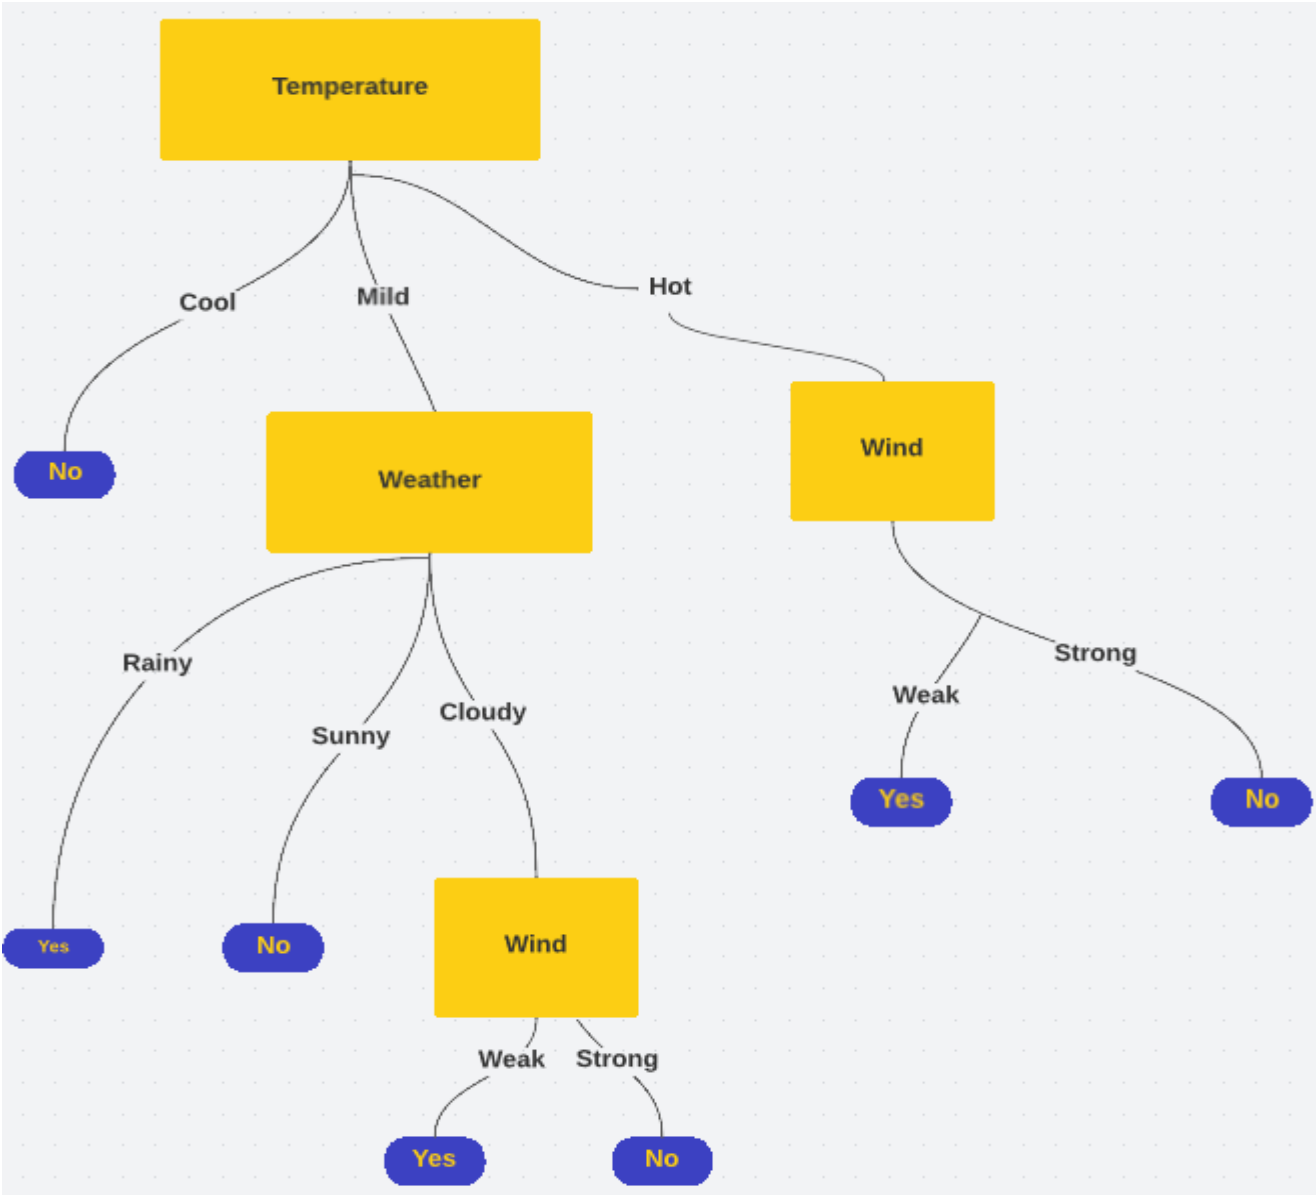 Temperature
Cool
Mild
Hot
No
Weather
Wind
Rainy
Sunny
Cloudy
Weak
Strong
Yes
No
Yes
No
Wind
Weak
Strong
Yes
No